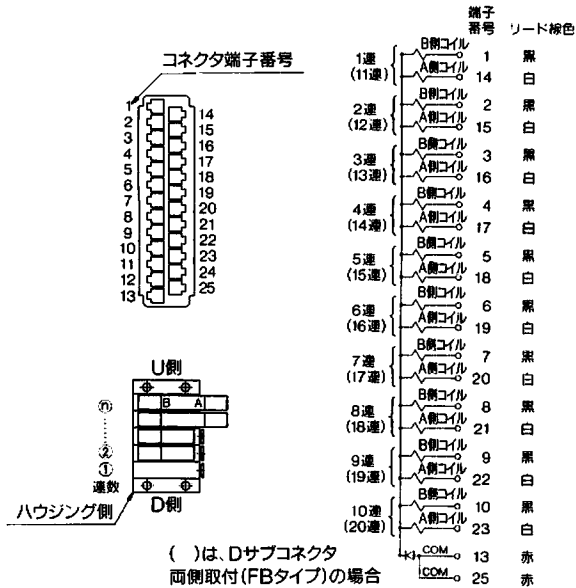 コネクタ端子番号
1
2
3
4
5
6
7
8
9
10
11
12
13
14
15
16
17
18
19
20
21
22
23
24
25
U側
B A
ⓝ
②
①
連数
ハウジング側
D側
( )は、Dサブコネクタ
両側取付(FBタイプ)の場合
端子
番号 リード線色
1連
(11連)
B側コイル 1 黒
A側コイル 14 白
2連
(12連)
B側コイル 2 黒
A側コイル 15 白
3連
(13連)
B側コイル 3 黒
A側コイル 16 白
4連
(14連)
B側コイル 4 黒
A側コイル 17 白
5連
(15連)
B側コイル 5 黒
A側コイル 18 白
6連
(16連)
B側コイル 6 黒
A側コイル 19 白
7連
(17連)
B側コイル 7 黒
A側コイル 20 白
8連
(18連)
B側コイル 8 黒
A側コイル 21 白
9連
(19連)
B側コイル 9 黒
A側コイル 22 白
10連
(20連)
B側コイル 10 黒
A側コイル 23 白
COM 13 赤
COM 25 赤